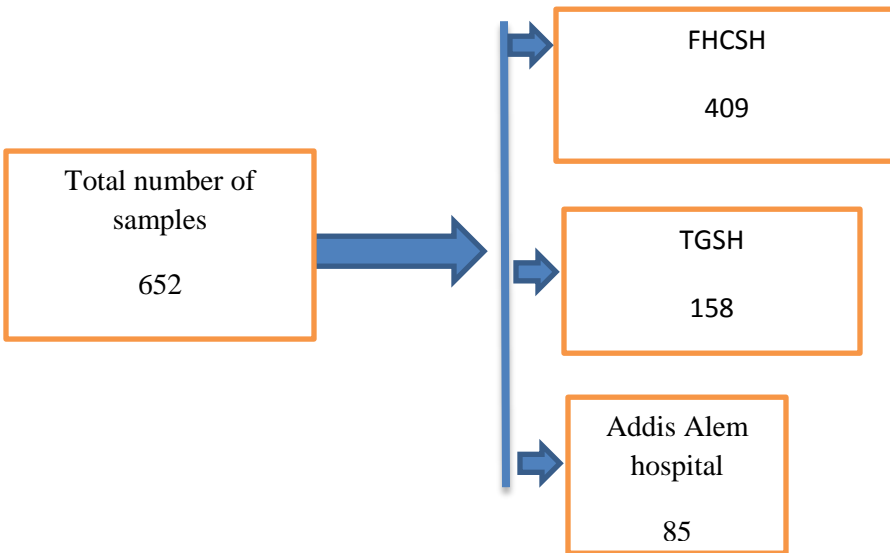 Total number of
samples
652
FHCSH
409
TGSH
158
Addis Alem
hospital
85